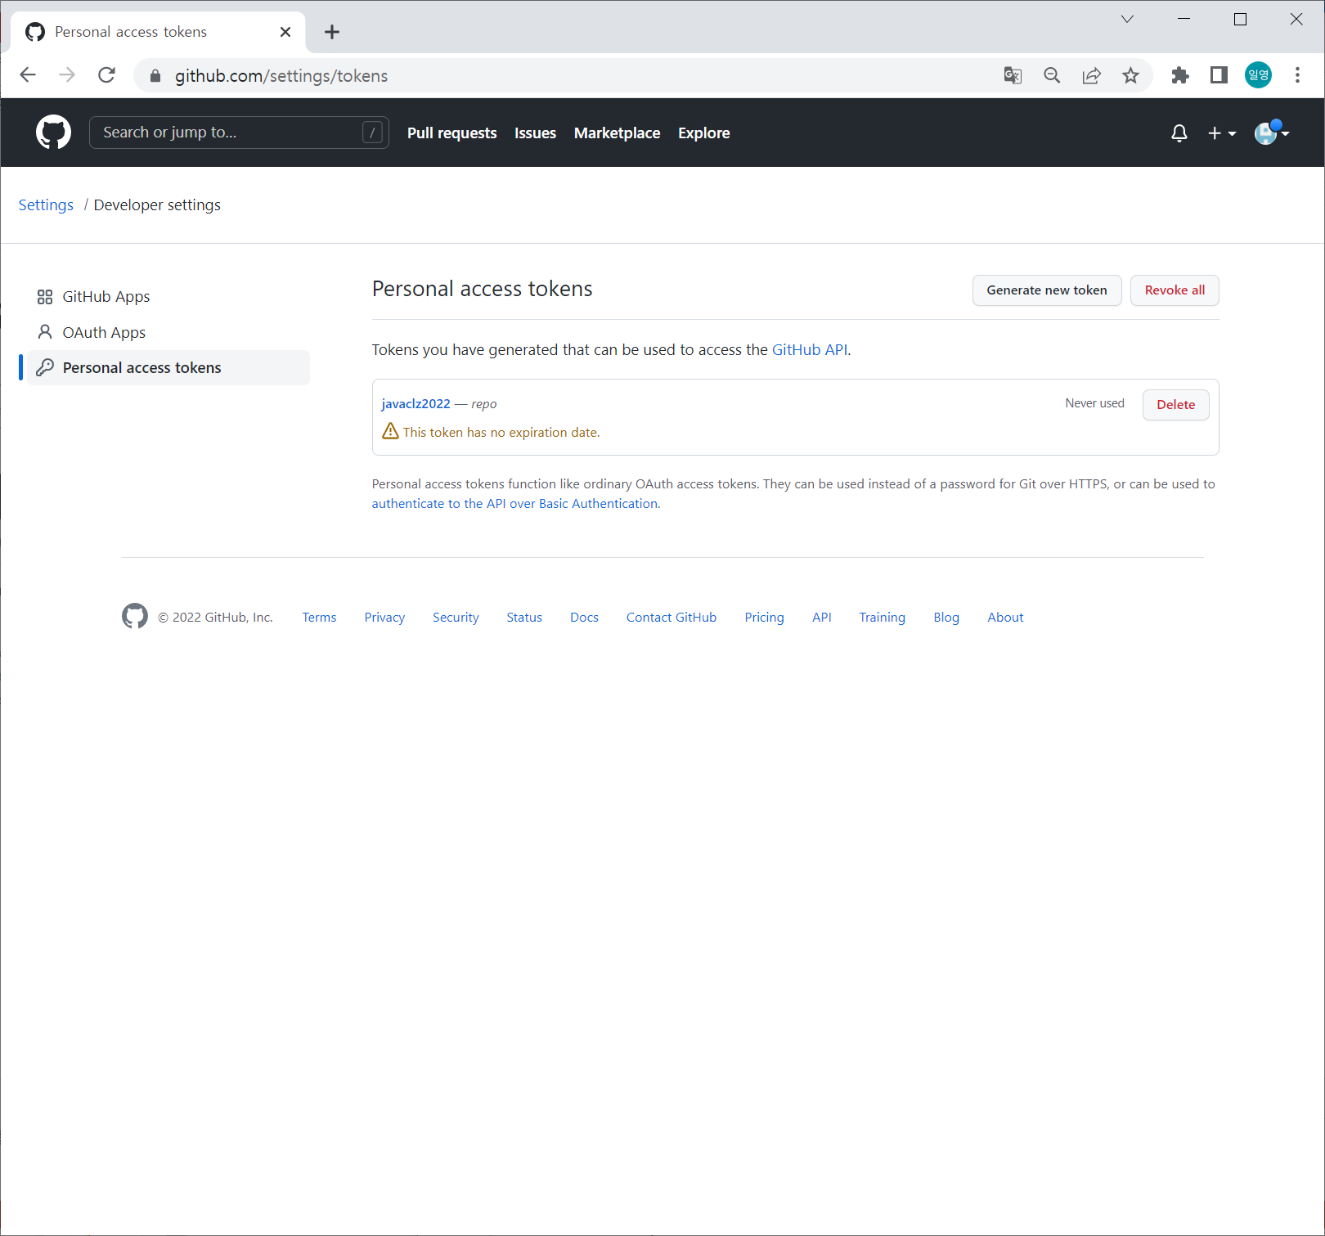 Personal access tokens
github.com/settings/tokens
일영
Search or jump to...
/
Pull requests
Issues
Marketplace
Explore
Settings / Developer settings
GitHub Apps
OAuth Apps
Personal access tokens
Personal access tokens
Generate new token
Revoke all
Tokens you have generated that can be used to access the GitHub API.
javaclz2022 — repo
Never used
Delete
This token has no expiration date.
Personal access tokens function like ordinary OAuth access tokens. They can be used instead of a password for Git over HTTPS, or can be used to
authenticate to the API over Basic Authentication.
© 2022 GitHub, Inc.
Terms
Privacy
Security
Status
Docs
Contact GitHub
Pricing
API
Training
Blog
About